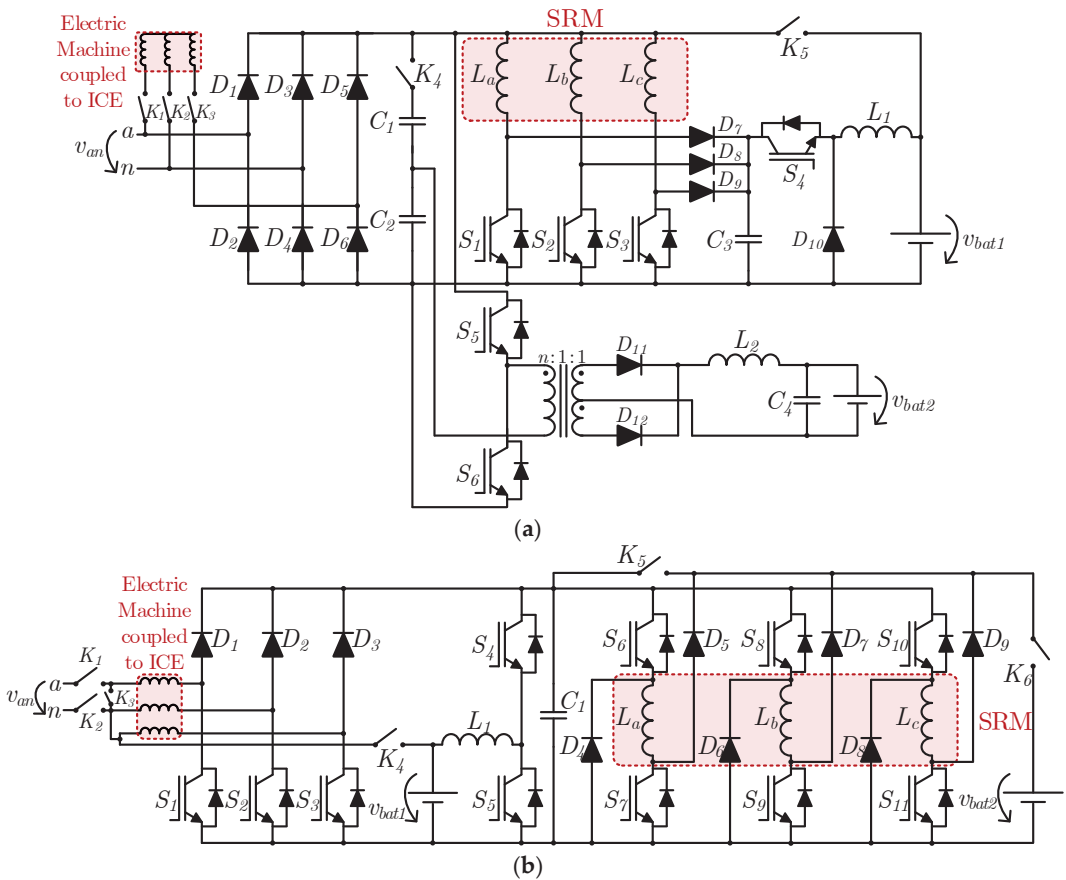 Electric
Machine
coupled
to ICE
SRM
K5
K1 K2 K3
D1 D3 D5
K4
La Lb Lc
C1
a
van
n
D7
D8
D9
S4
L1
C2
D2 D4 D6
S1 S2 S3
C3
D10
vbat1
S5
n:1:1
D11
L2
D12
C4
vbat2
S6
(a)
Electric
Machine
coupled
to ICE
K5
D1 D2 D3
S4
S6 D5 S8 D7 S10 D9
K1
a
van
n
K3
K2
K6
C1
La Lb Lc
SRM
L1
K4
D4 D6 D8
S1 S2 S3
vbat1
S5
S7 S9 S11
vbat2
(b)